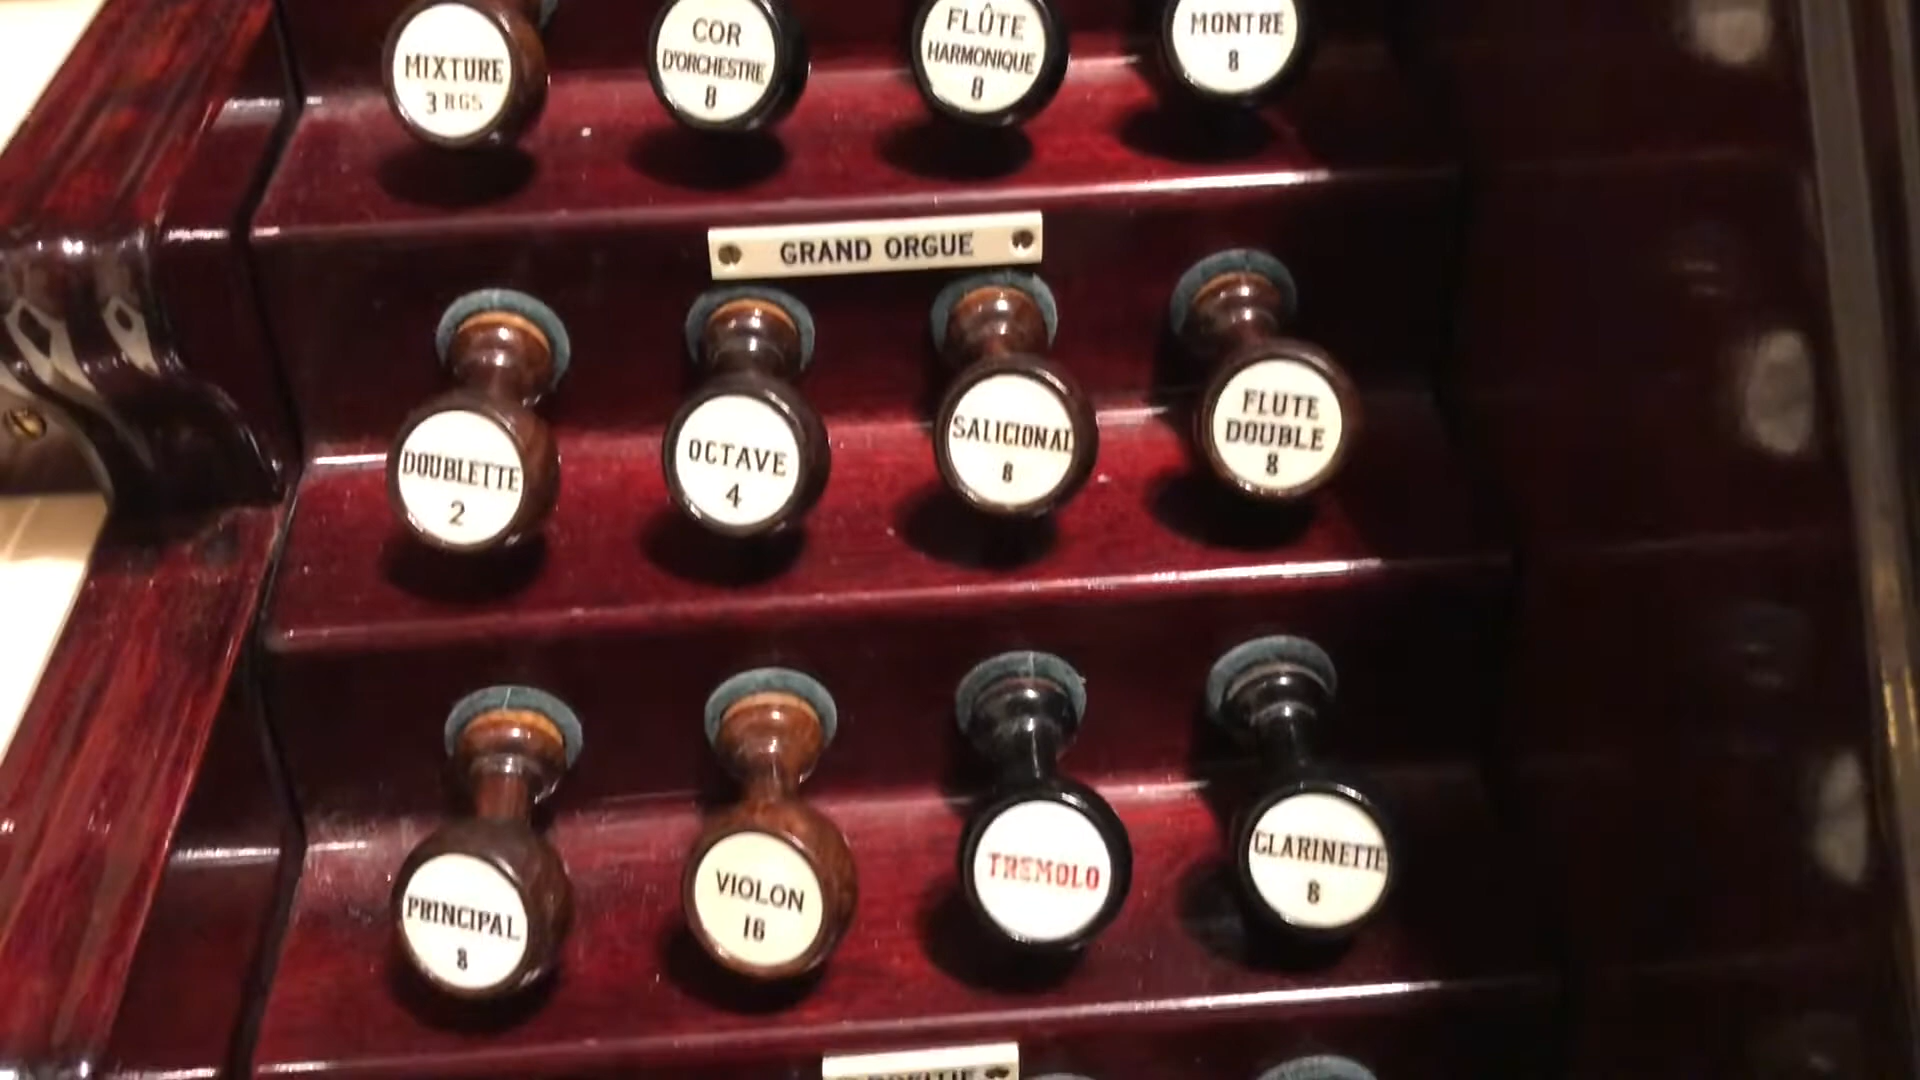 MIXTURE
3 RGS
COR
D'ORCHESTRE
8
FLÛTE
HARMONIQUE
8
MONTRE
8
GRAND ORGUE
DOUBLETTE
2
OCTAVE
4
SALICIONAL
8
FLUTE
DOUBLE
8
PRINCIPAL
8
VIOLON
16
TREMOLO
CLARINETTE
8